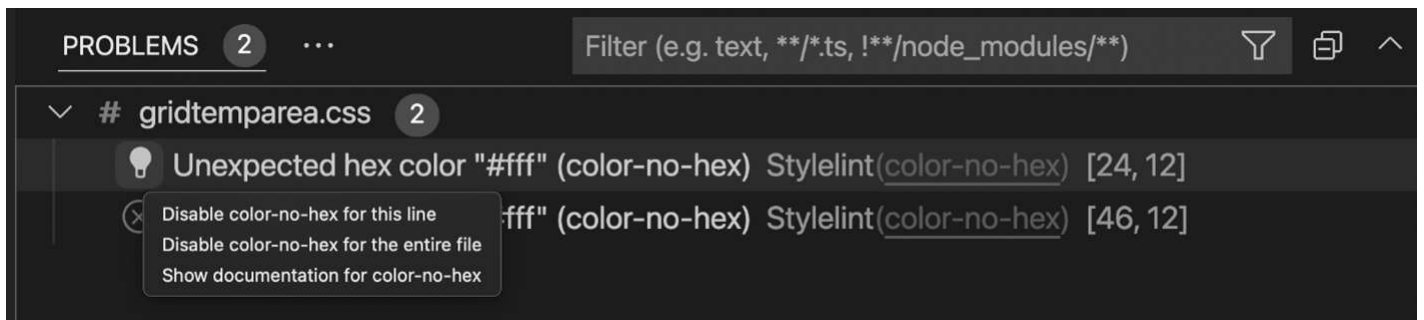 PROBLEMS 2 ... Filter (e.g. text, **/*.ts, !**/node_modules/**)
# gridtemparea.css 2
Unexpected hex color "#fff" (color-no-hex) Stylelint(color-no-hex) [24, 12]
fff" (color-no-hex) Stylelint(color-no-hex) [46, 12]
Disable color-no-hex for this line
Disable color-no-hex for the entire file
Show documentation for color-no-hex